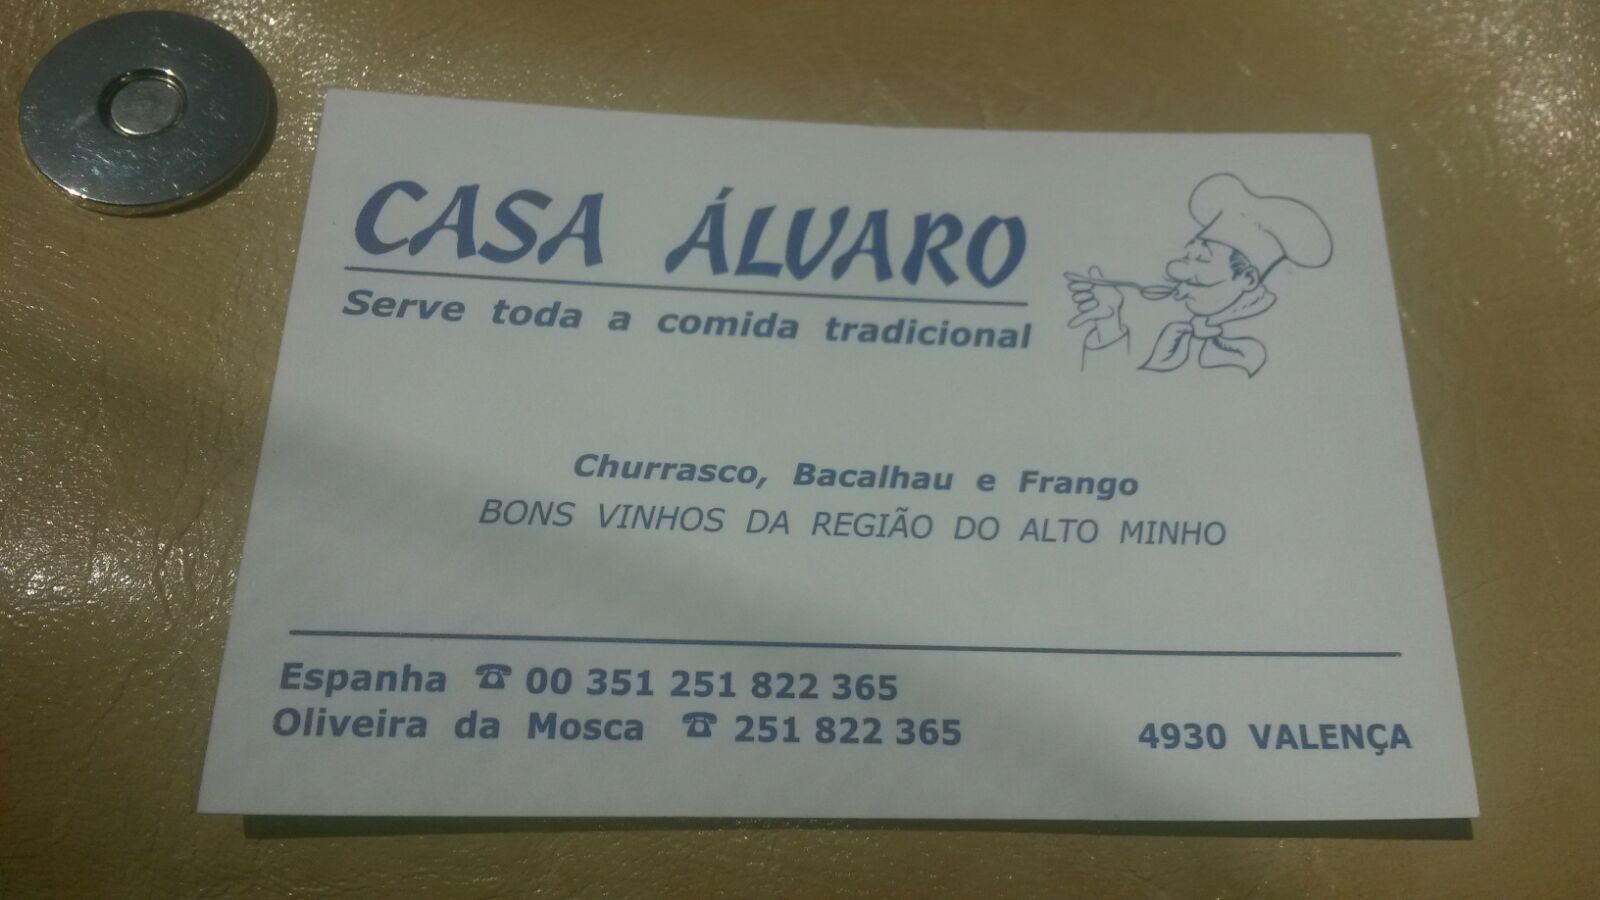 CASA ÁLVARO
Serve toda a comida tradicional
Churrasco, Bacalhau e Frango
BONS VINHOS DA REGIÃO DO ALTO MINHO
Espanha ☎ 00 351 251 822 365
Oliveira da Mosca ☎ 251 822 365
4930 VALENÇA